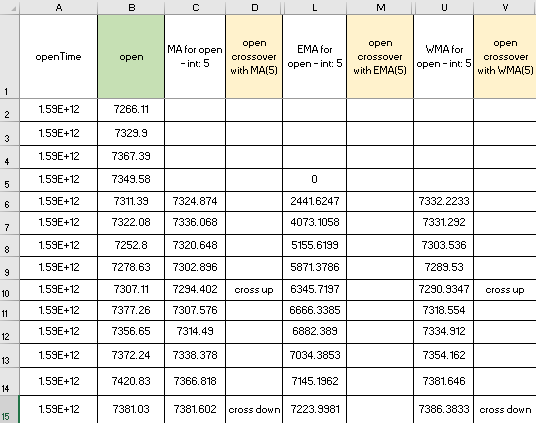 A B C D L M U V
1 openTime open MA for open - int: 5 open crossover with MA(5) EMA for open - int: 5 open crossover with EMA(5) WMA for open - int: 5 open crossover with WMA(5)
2 1.59E+12 7266.11
3 1.59E+12 7329.9
4 1.59E+12 7367.39
5 1.59E+12 7349.58 0
6 1.59E+12 7311.39 7324.874 2441.6247 7332.2233
7 1.59E+12 7322.08 7336.068 4073.1058 7331.292
8 1.59E+12 7252.8 7320.648 5155.6199 7303.536
9 1.59E+12 7278.63 7302.896 5871.3786 7289.53
10 1.59E+12 7307.11 7294.402 cross up 6345.7197 7290.9347 cross up
11 1.59E+12 7377.26 7307.576 6666.3385 7318.554
12 1.59E+12 7356.65 7314.49 6882.389 7334.912
13 1.59E+12 7372.24 7338.378 7034.3853 7354.162
14 1.59E+12 7420.83 7366.818 7145.1962 7381.646
15 1.59E+12 7381.03 7381.602 cross down 7223.9981 7386.3833 cross down